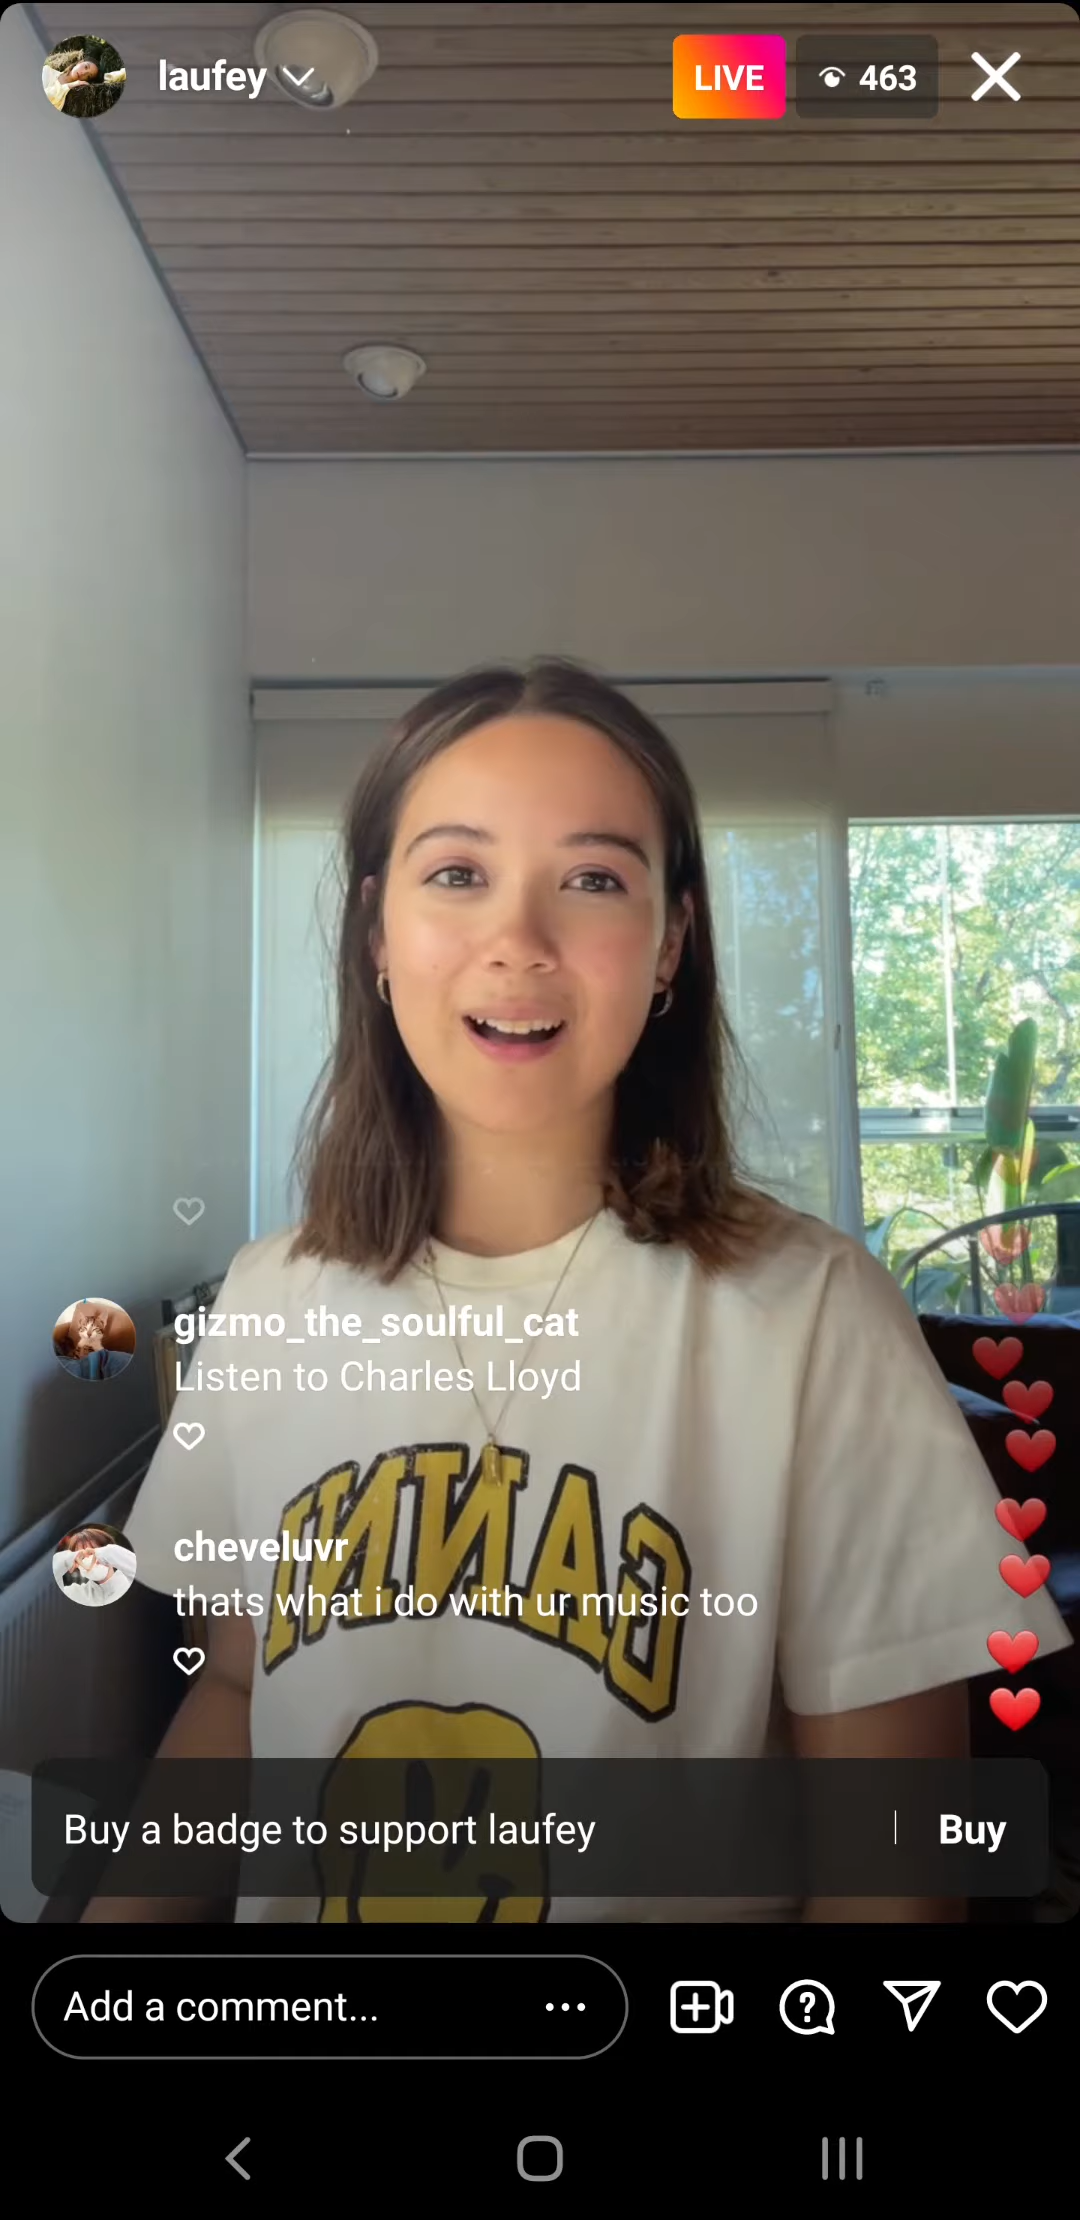 laufey
LIVE
463
gizmo_the_soulful_cat
Listen to Charles Lloyd
GANNI
cheveluvr
thats what i do with ur music too
Buy a badge to support laufey
Buy
Add a comment...